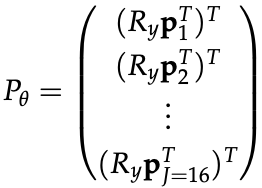 P_θ = ( (R_y 𝐩_1^T)^T
(R_y 𝐩_2^T)^T
⋮
(R_y 𝐩_{J=16}^T)^T )